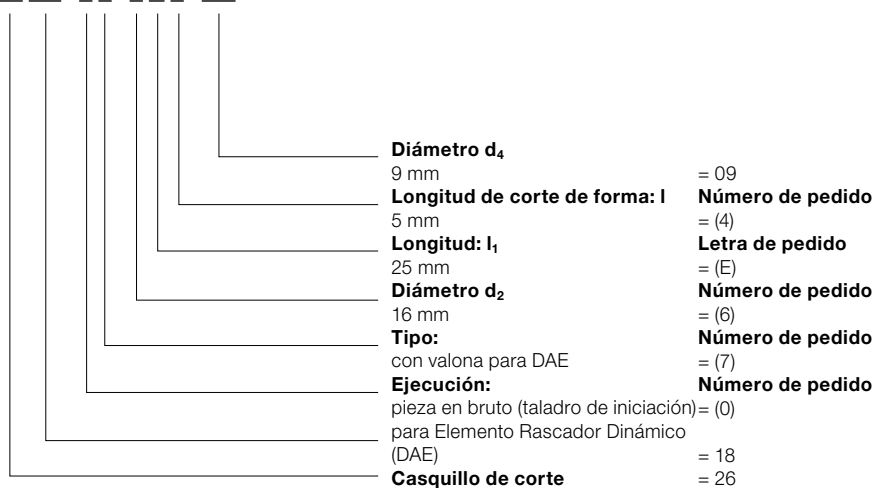 Diámetro d₄
9 mm = 09
Longitud de corte de forma: l Número de pedido
5 mm = (4)
Longitud: l₁ Letra de pedido
25 mm = (E)
Diámetro d₂ Número de pedido
16 mm = (6)
Tipo: Número de pedido
con valona para DAE = (7)
Ejecución: Número de pedido
pieza en bruto (taladro de iniciación) = (0)
para Elemento Rascador Dinámico
(DAE) = 18
Casquillo de corte = 26